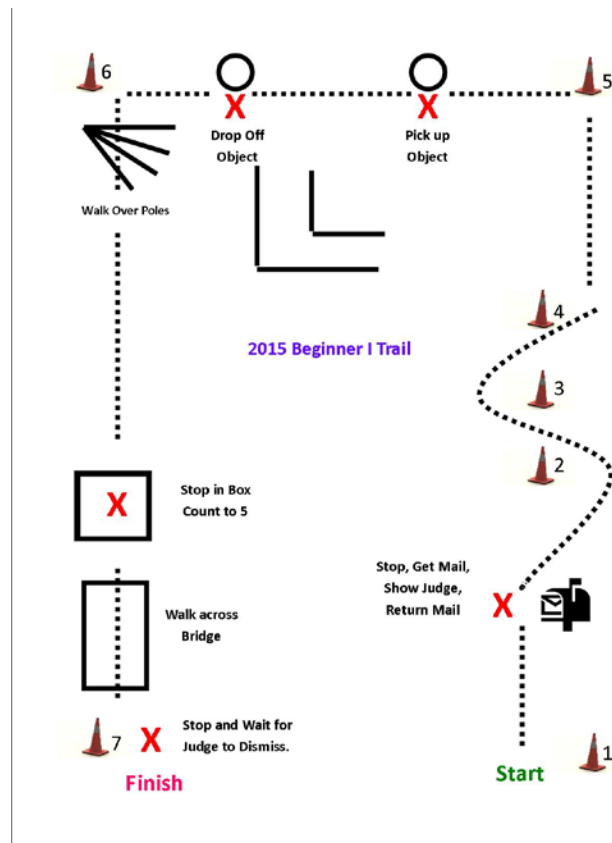 6
5
X
X
Drop Off
Object
Pick up
Object
Walk Over Poles
4
2015 Beginner I Trail
3
2
X
Stop in Box
Count to 5
Stop, Get Mail,
Show Judge,
Return Mail
X
Walk across
Bridge
7
X
Stop and Wait for
Judge to Dismiss.
1
Finish
Start